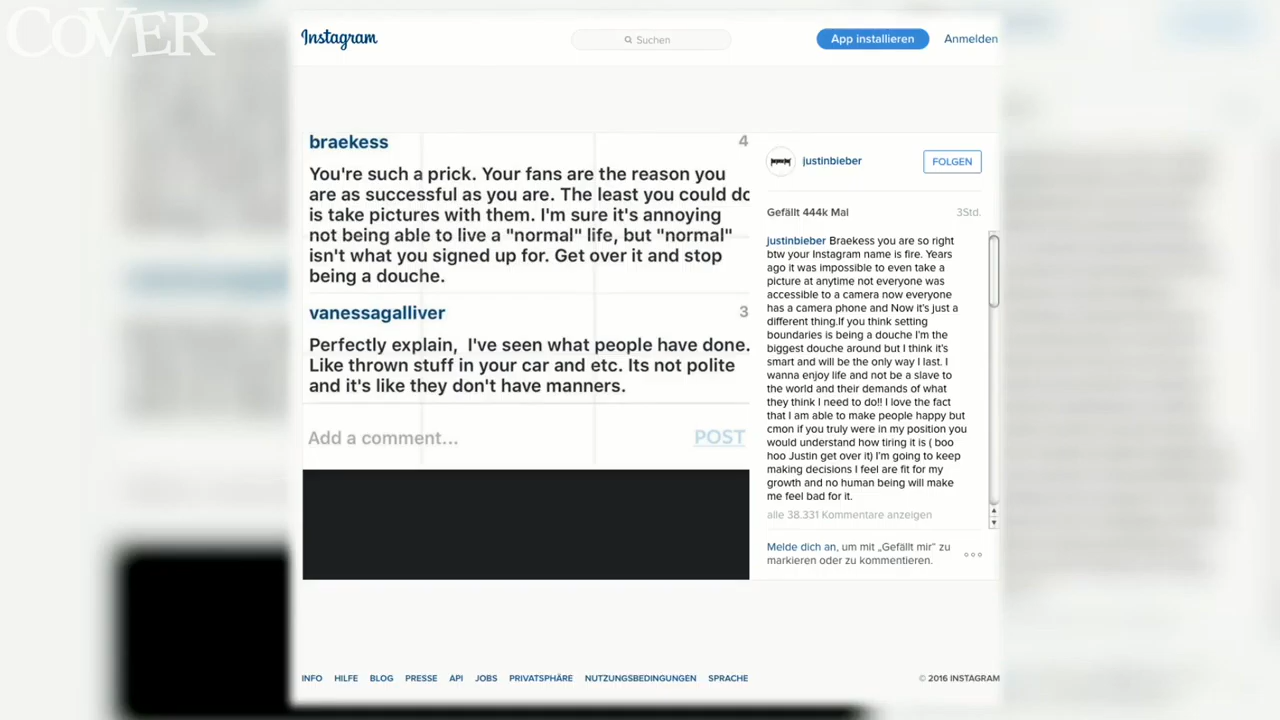 COVER
Instagram
Suchen
App installieren
Anmelden
braekess
4
You're such a prick. Your fans are the reason you
are as successful as you are. The least you could do
is take pictures with them. I'm sure it's annoying
not being able to live a "normal" life, but "normal"
isn't what you signed up for. Get over it and stop
being a douche.
vanessagalliver
3
Perfectly explain, I've seen what people have done.
Like thrown stuff in your car and etc. Its not polite
and it's like they don't have manners.
Add a comment...
POST
justinbieber
FOLGEN
Gefällt 444k Mal
3Std.
justinbieber Braekess you are so right
btw your Instagram name is fire. Years
ago it was impossible to even take a
picture at anytime not everyone was
accessible to a camera now everyone
has a camera phone and Now it's just a
different thing.If you think setting
boundaries is being a douche I'm the
biggest douche around but I think it's
smart and will be the only way I last. I
wanna enjoy life and not be a slave to
the world and their demands of what
they think I need to do!! I love the fact
that I am able to make people happy but
cmon if you truly were in my position you
would understand how tiring it is ( boo
hoo Justin get over it) I'm going to keep
making decisions I feel are fit for my
growth and no human being will make
me feel bad for it.
alle 38.331 Kommentare anzeigen
Melde dich an, um mit „Gefällt mir“ zu
markieren oder zu kommentieren.
INFO HILFE BLOG PRESSE API JOBS PRIVATSPHÄRE NUTZUNGSBEDINGUNGEN SPRACHE
© 2016 INSTAGRAM